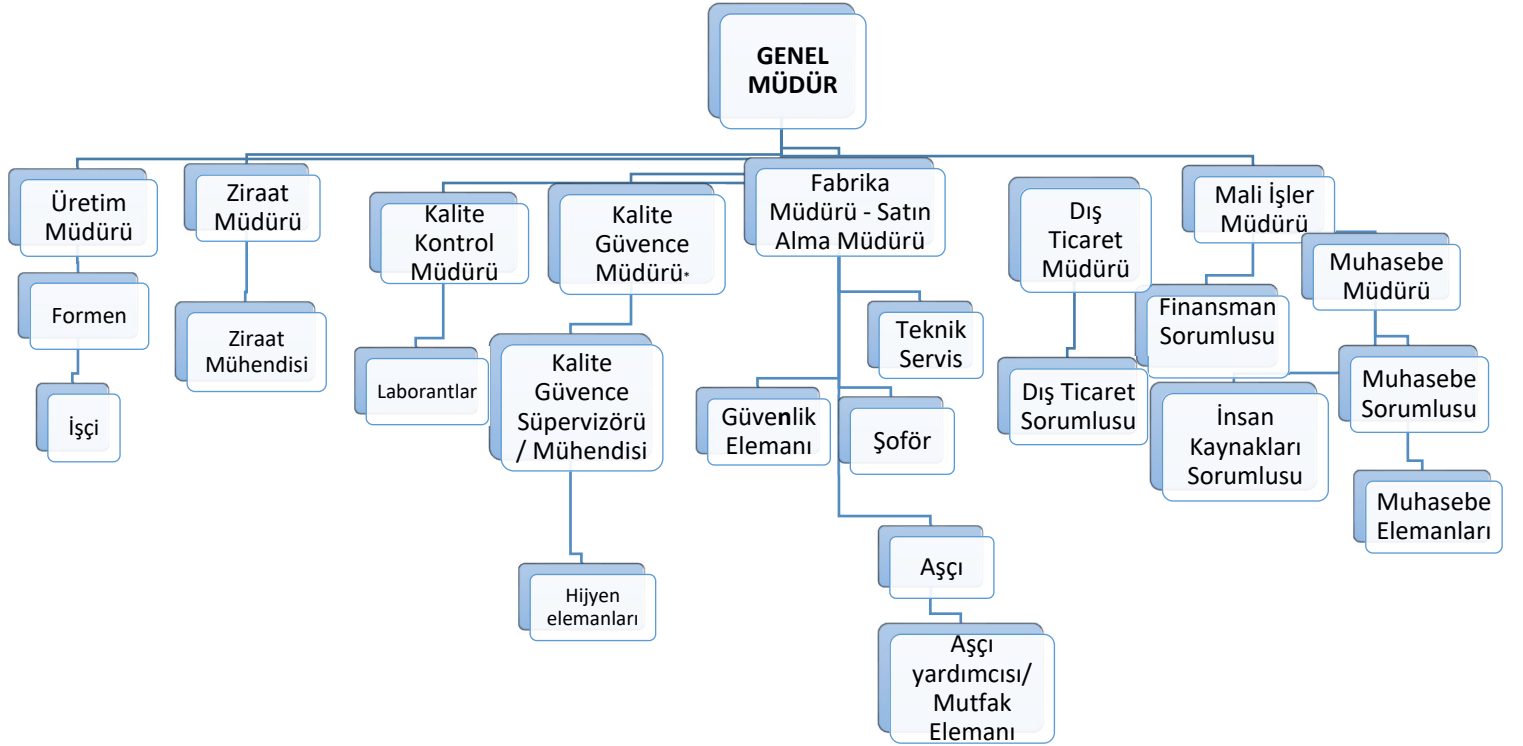 GENEL
MÜDÜR
Üretim
Müdürü
Formen
İşçi
Ziraat
Müdürü
Ziraat
Mühendisi
Kalite
Kontrol
Müdürü
Laborantlar
Kalite
Güvence
Müdürü*
Kalite
Güvence
Süpervizörü
/ Mühendisi
Hijyen
elemanları
Fabrika
Müdürü - Satın
Alma Müdürü
Teknik
Servis
Güvenlik
Elemanı
Şoför
Aşçı
Aşçı
yardımcısı/
Mutfak
Elemanı
Dış
Ticaret
Müdürü
Dış Ticaret
Sorumlusu
Mali İşler
Müdürü
Finansman
Sorumlusu
Muhasebe
Müdürü
İnsan
Kaynakları
Sorumlusu
Muhasebe
Sorumlusu
Muhasebe
Elemanları